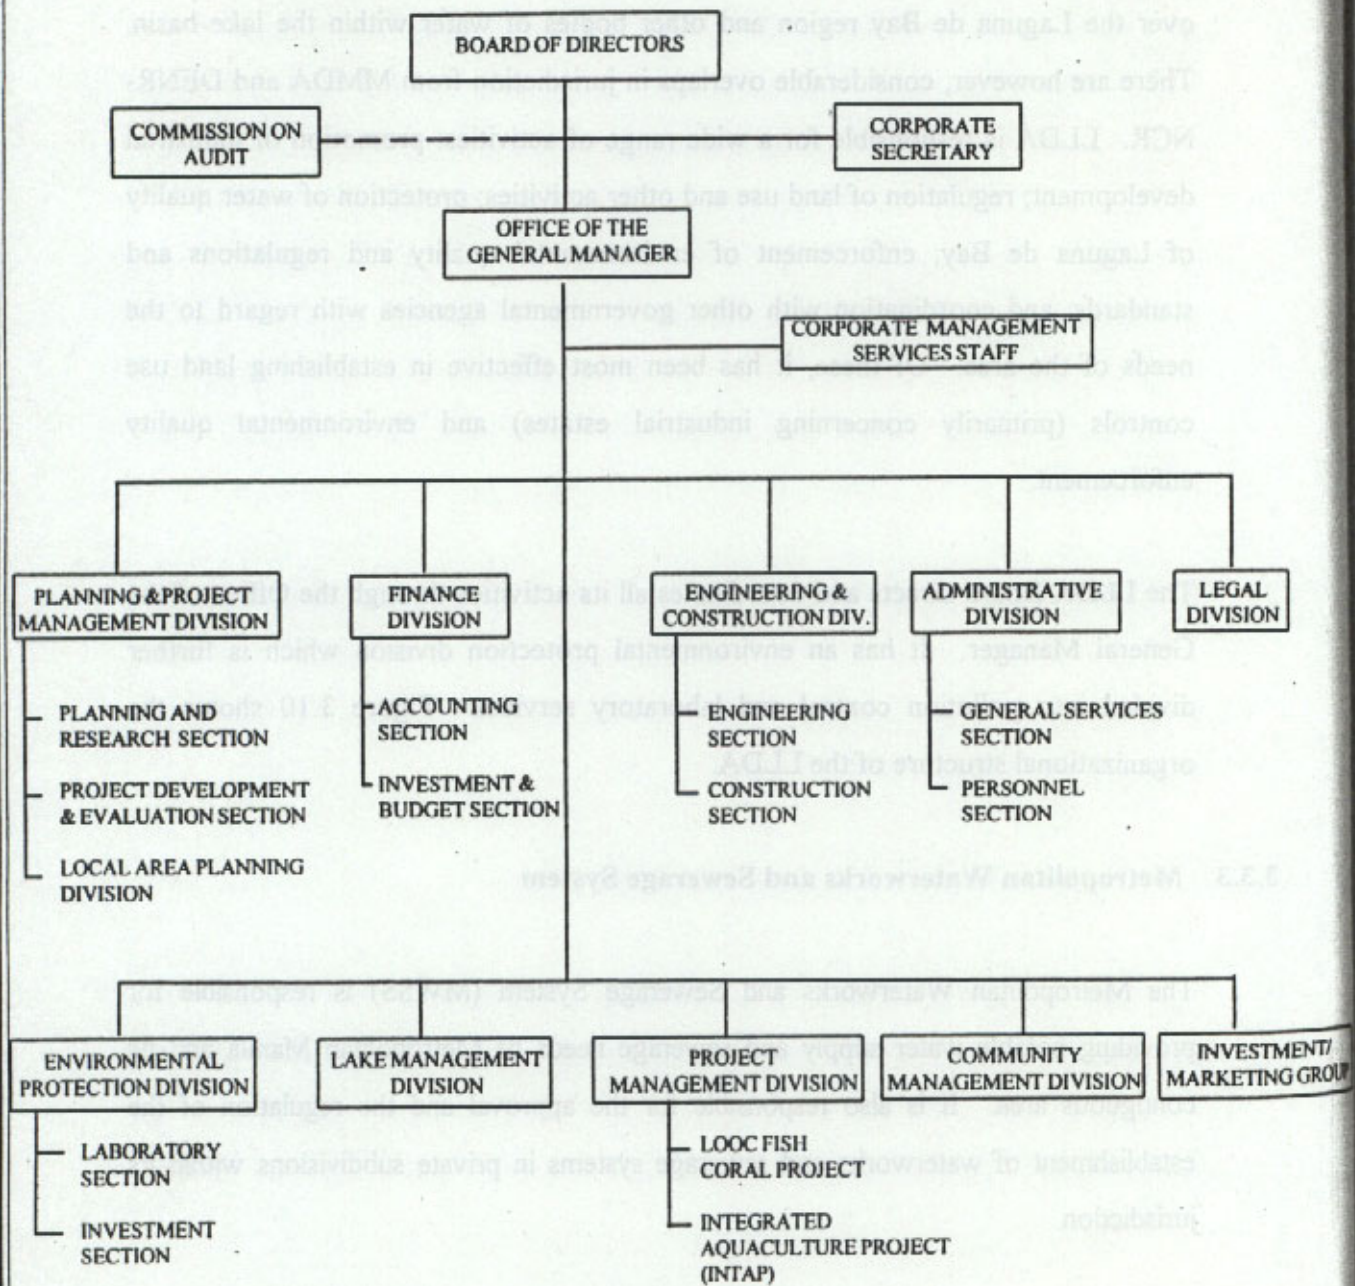 BOARD OF DIRECTORS
COMMISSION ON
AUDIT
CORPORATE
SECRETARY
OFFICE OF THE
GENERAL MANAGER
CORPORATE MANAGEMENT
SERVICES STAFF
PLANNING & PROJECT
MANAGEMENT DIVISION
FINANCE
DIVISION
ENGINEERING &
CONSTRUCTION DIV.
ADMINISTRATIVE
DIVISION
LEGAL
DIVISION
PLANNING AND
RESEARCH SECTION
PROJECT DEVELOPMENT
& EVALUATION SECTION
LOCAL AREA PLANNING
DIVISION
ACCOUNTING
SECTION
INVESTMENT &
BUDGET SECTION
ENGINEERING
SECTION
CONSTRUCTION
SECTION
GENERAL SERVICES
SECTION
PERSONNEL
SECTION
ENVIRONMENTAL
PROTECTION DIVISION
LAKE MANAGEMENT
DIVISION
PROJECT
MANAGEMENT DIVISION
COMMUNITY
MANAGEMENT DIVISION
INVESTMENT/
MARKETING GROUP
LABORATORY
SECTION
INVESTMENT
SECTION
LOOC FISH
CORAL PROJECT
INTEGRATED
AQUACULTURE PROJECT
(INTAP)